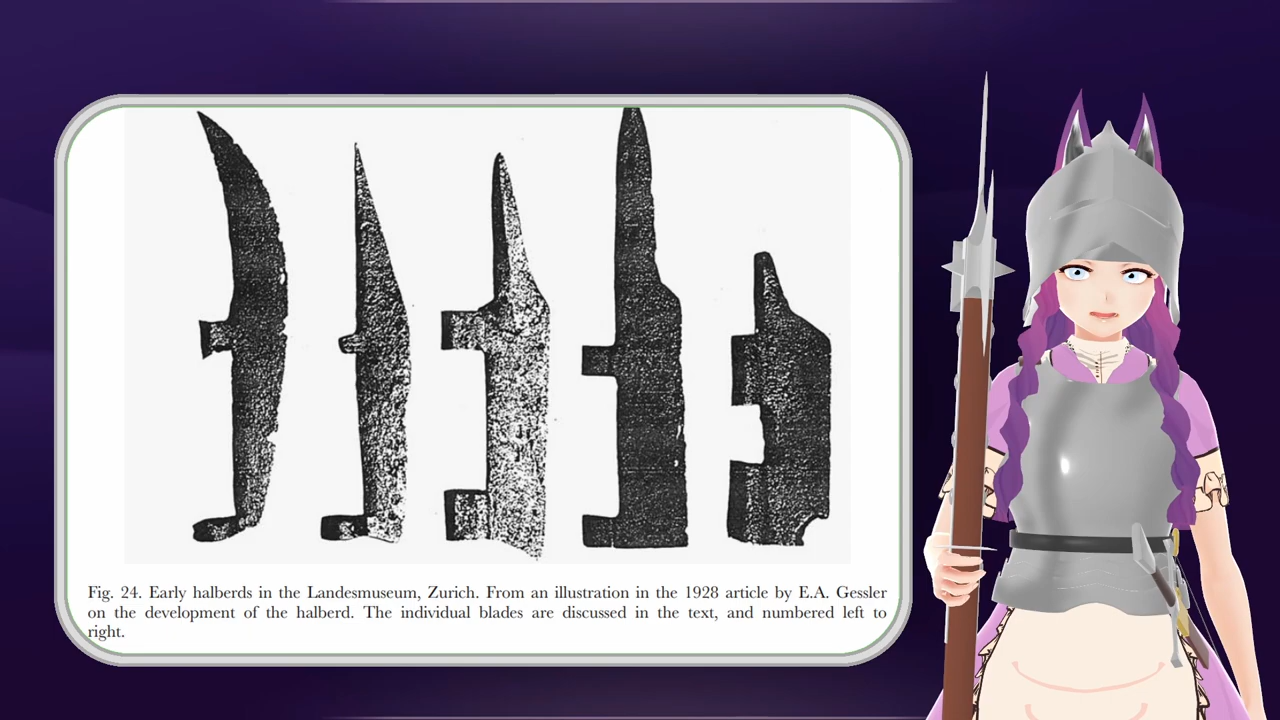 Fig. 24. Early halberds in the Landesmuseum, Zurich. From an illustration in the 1928 article by E.A. Gessler
on the development of the halberd. The individual blades are discussed in the text, and numbered left to
right.